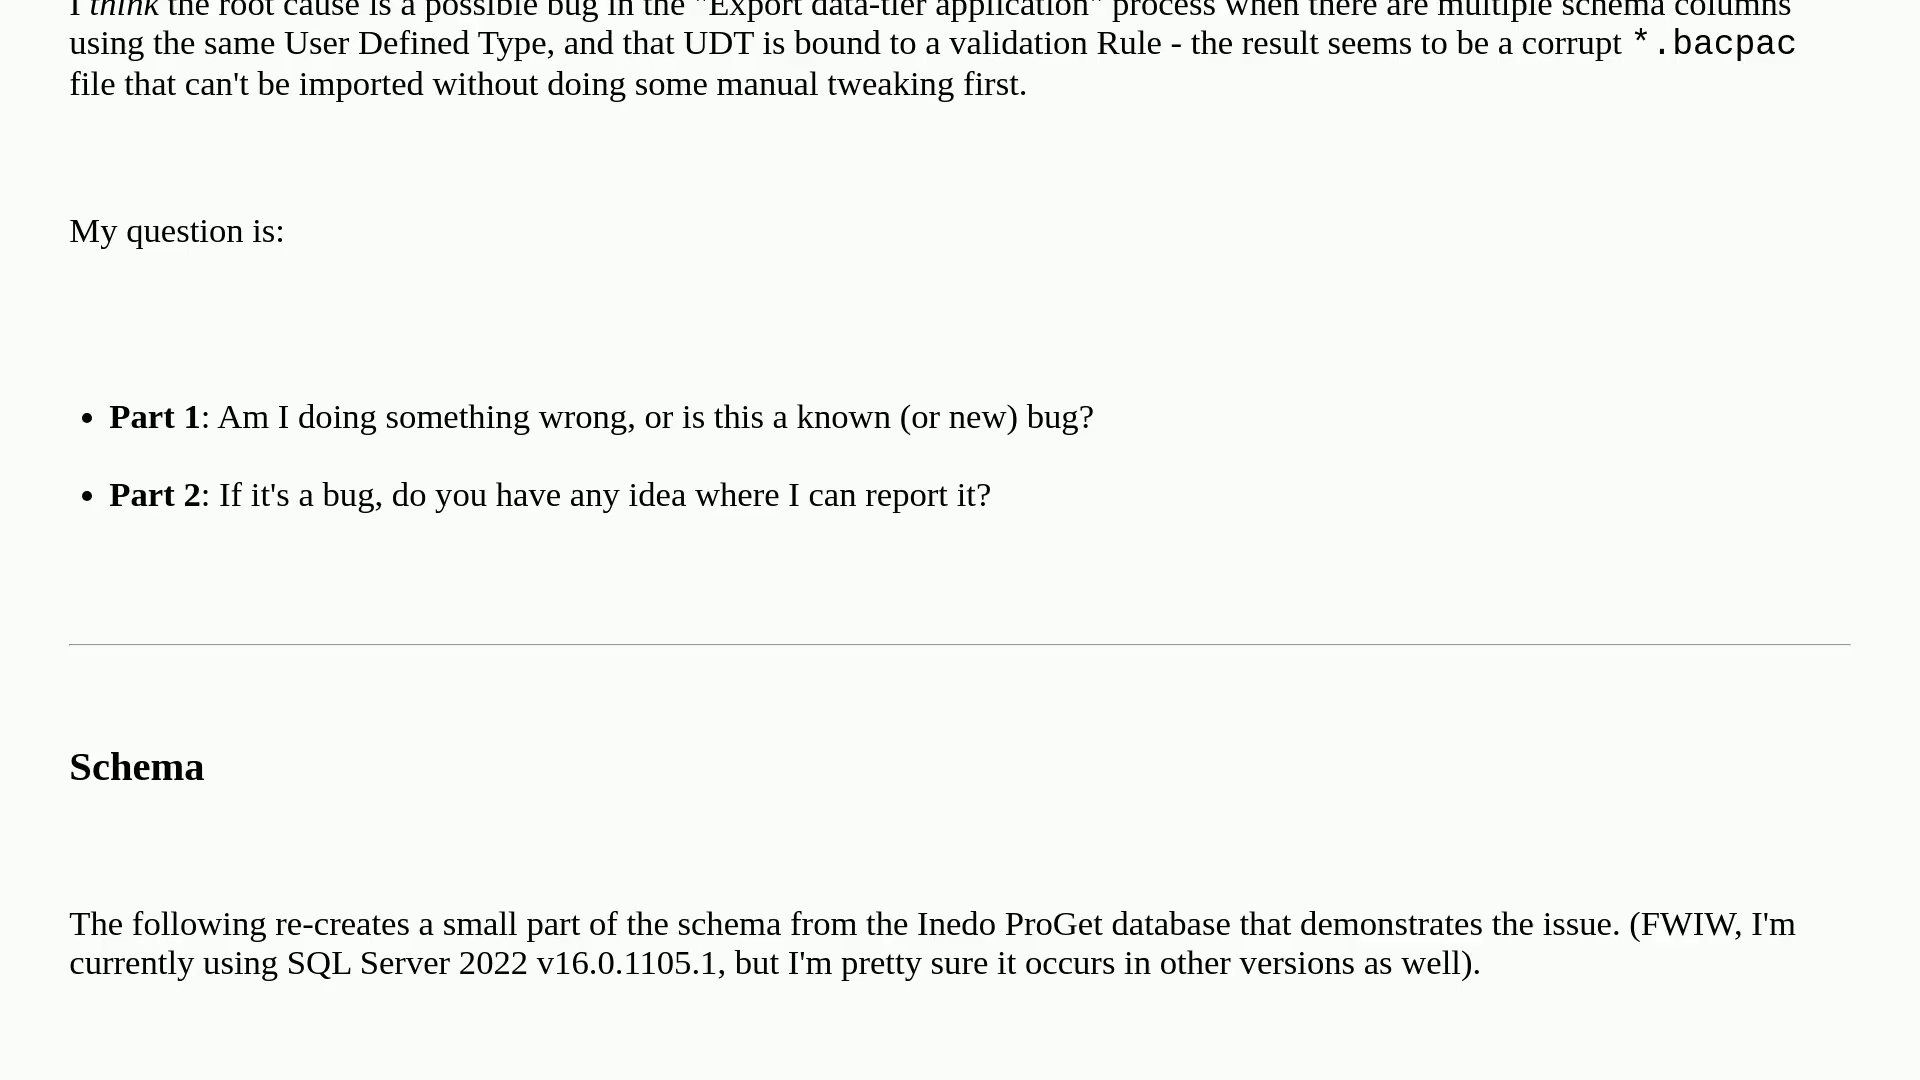 I think the root cause is a possible bug in the "Export data-tier application" process when there are multiple schema columns
using the same User Defined Type, and that UDT is bound to a validation Rule - the result seems to be a corrupt *.bacpac
file that can't be imported without doing some manual tweaking first.
My question is:
• Part 1: Am I doing something wrong, or is this a known (or new) bug?
• Part 2: If it's a bug, do you have any idea where I can report it?
Schema
The following re-creates a small part of the schema from the Inedo ProGet database that demonstrates the issue. (FWIW, I'm
currently using SQL Server 2022 v16.0.1105.1, but I'm pretty sure it occurs in other versions as well).